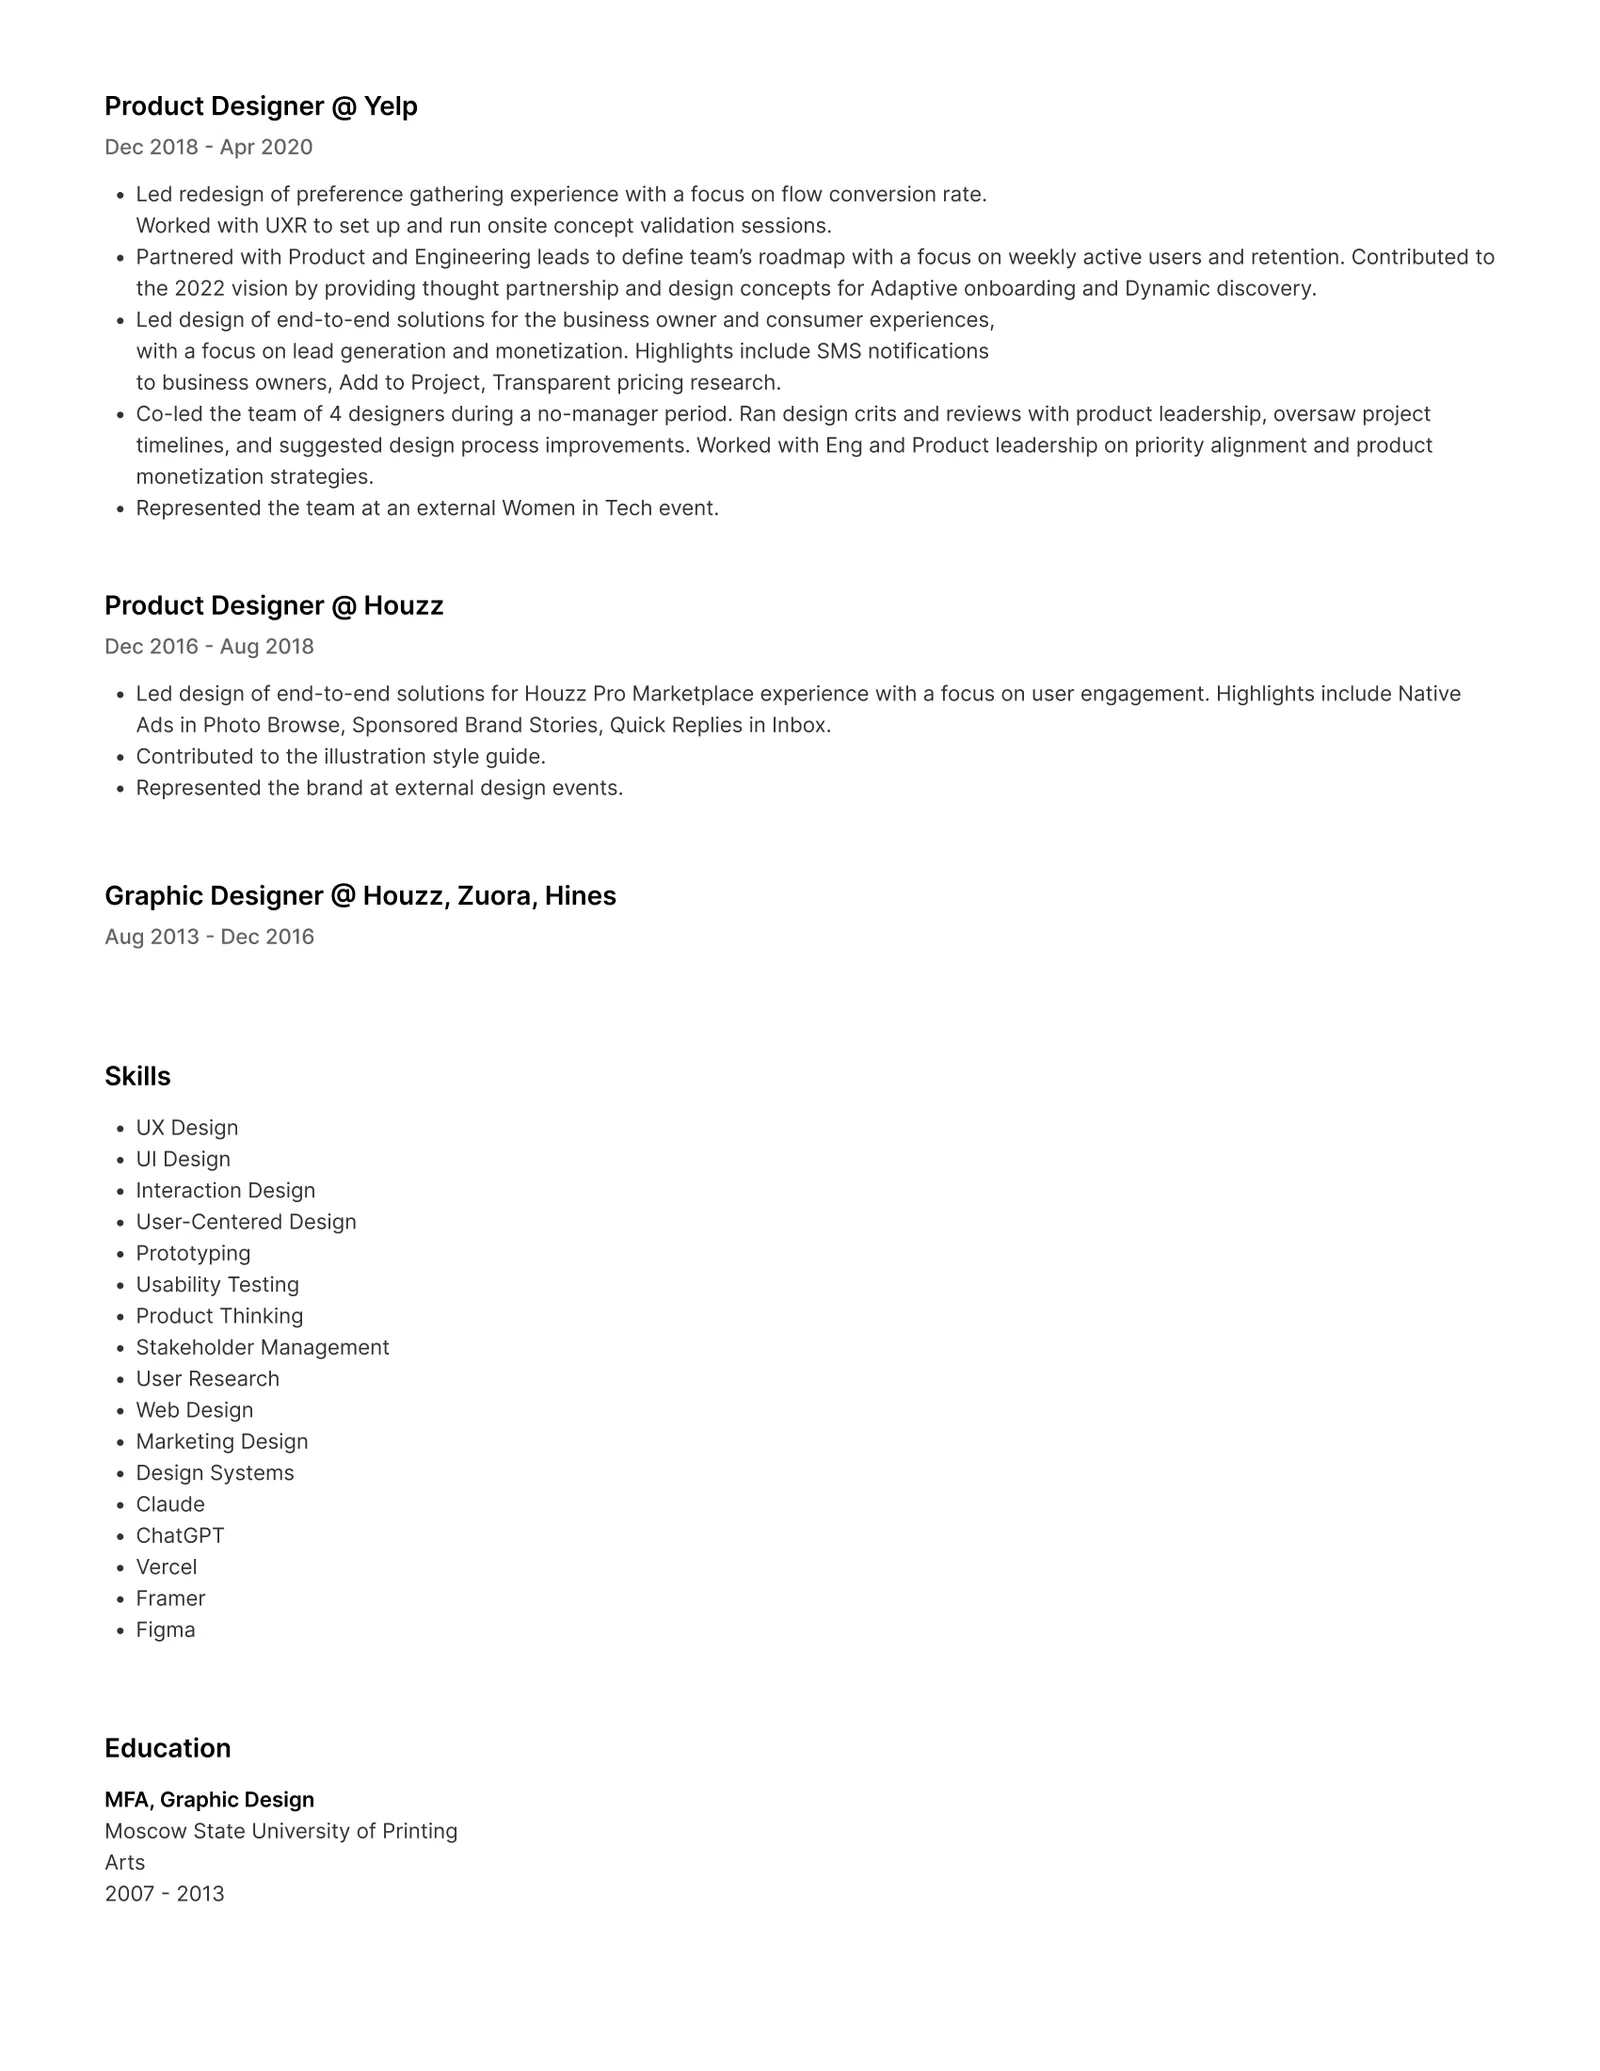 Product Designer @ Yelp
Dec 2018 - Apr 2020
• Led redesign of preference gathering experience with a focus on flow conversion rate.
Worked with UXR to set up and run onsite concept validation sessions.
• Partnered with Product and Engineering leads to define team’s roadmap with a focus on weekly active users and retention. Contributed to
the 2022 vision by providing thought partnership and design concepts for Adaptive onboarding and Dynamic discovery.
• Led design of end-to-end solutions for the business owner and consumer experiences,
with a focus on lead generation and monetization. Highlights include SMS notifications
to business owners, Add to Project, Transparent pricing research.
• Co-led the team of 4 designers during a no-manager period. Ran design crits and reviews with product leadership, oversaw project
timelines, and suggested design process improvements. Worked with Eng and Product leadership on priority alignment and product
monetization strategies.
• Represented the team at an external Women in Tech event.
Product Designer @ Houzz
Dec 2016 - Aug 2018
• Led design of end-to-end solutions for Houzz Pro Marketplace experience with a focus on user engagement. Highlights include Native
Ads in Photo Browse, Sponsored Brand Stories, Quick Replies in Inbox.
• Contributed to the illustration style guide.
• Represented the brand at external design events.
Graphic Designer @ Houzz, Zuora, Hines
Aug 2013 - Dec 2016
Skills
• UX Design
• UI Design
• Interaction Design
• User-Centered Design
• Prototyping
• Usability Testing
• Product Thinking
• Stakeholder Management
• User Research
• Web Design
• Marketing Design
• Design Systems
• Claude
• ChatGPT
• Vercel
• Framer
• Figma
Education
MFA, Graphic Design
Moscow State University of Printing
Arts
2007 - 2013